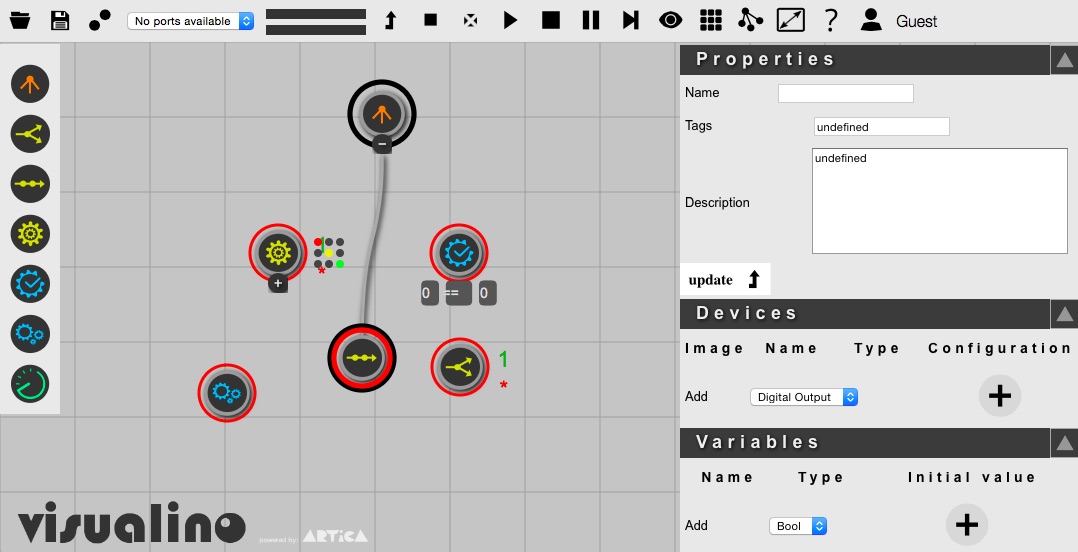 No ports available
?
Guest
Properties
Name
Tags
undefined
Description
undefined
update
Devices
Image Name Type Configuration
Add
Digital Output
Variables
Name Type Initial value
Add
Bool
1
*
0 == 0
1
*
visualino
powered by: ARTiCA